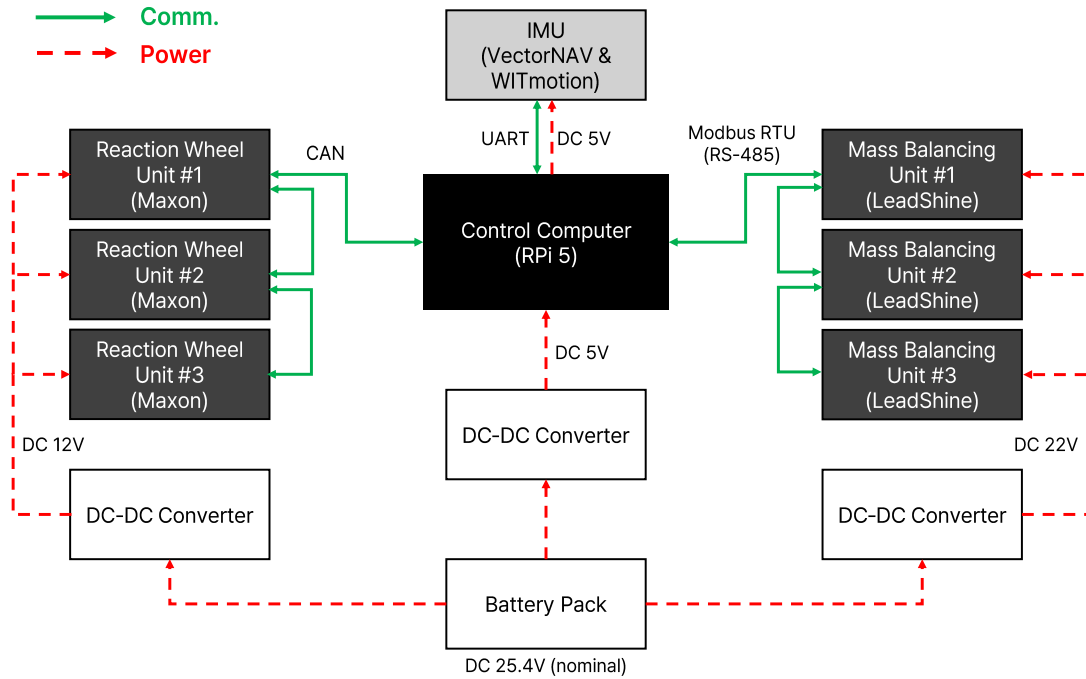 Comm.
Power
IMU
(VectorNAV &
WITmotion)
UART
DC 5V
Reaction Wheel
Unit #1
(Maxon)
CAN
Modbus RTU
(RS-485)
Mass Balancing
Unit #1
(LeadShine)
Control Computer
(RPi 5)
Reaction Wheel
Unit #2
(Maxon)
Mass Balancing
Unit #2
(LeadShine)
Reaction Wheel
Unit #3
(Maxon)
DC 5V
Mass Balancing
Unit #3
(LeadShine)
DC 12V
DC-DC Converter
DC 22V
DC-DC Converter
DC-DC Converter
Battery Pack
DC 25.4V (nominal)